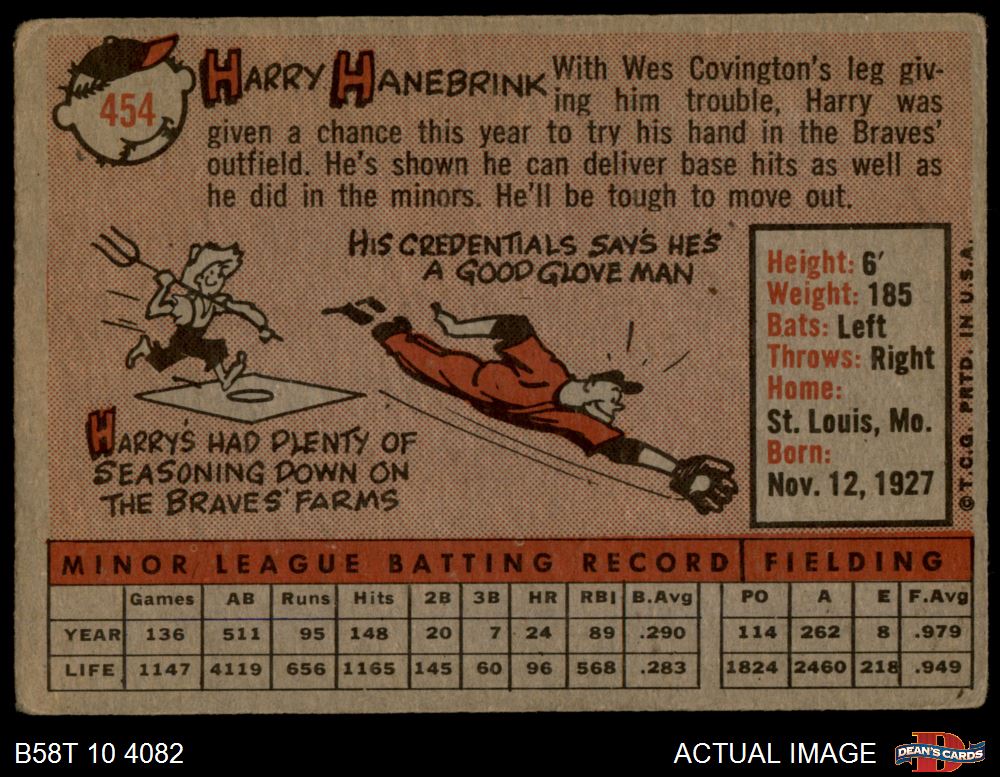 454
HARRY HANEBRINK
With Wes Covington's leg giv-
ing him trouble, Harry was
given a chance this year to try his hand in the Braves'
outfield. He's shown he can deliver base hits as well as
he did in the minors. He'll be tough to move out.
HIS CREDENTIALS SAYS HE'S
A GOOD GLOVE MAN
HARRY'S HAD PLENTY OF
SEASONING DOWN ON
THE BRAVES' FARMS
Height: 6'
Weight: 185
Bats: Left
Throws: Right
Home:
St. Louis, Mo.
Born:
Nov. 12, 1927
©T.C.G. PRTD. IN U.S.A.
MINOR LEAGUE BATTING RECORD FIELDING
Games AB Runs Hits 2B 3B HR RBI B.Avg PO A E F.Avg
YEAR 136 511 95 148 20 7 24 89 .290 114 262 8 .979
LIFE 1147 4119 656 1165 145 60 96 568 .283 1824 2460 218 .949
B58T 10 4082
ACTUAL IMAGE
DEAN'S CARDS